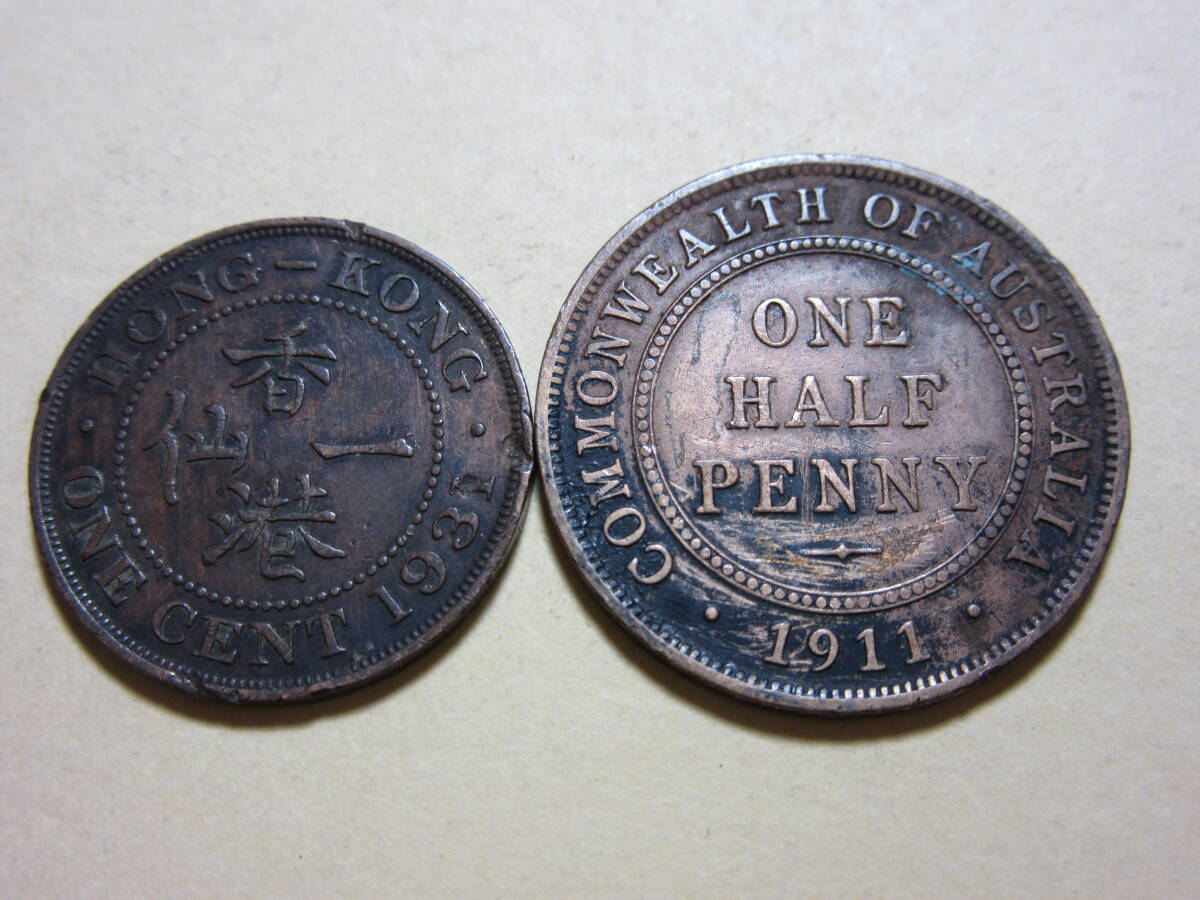 HONG-KONG
香港一仙
ONE CENT 1931
COMMONWEALTH OF AUSTRALIA
ONE
HALF
PENNY
1911